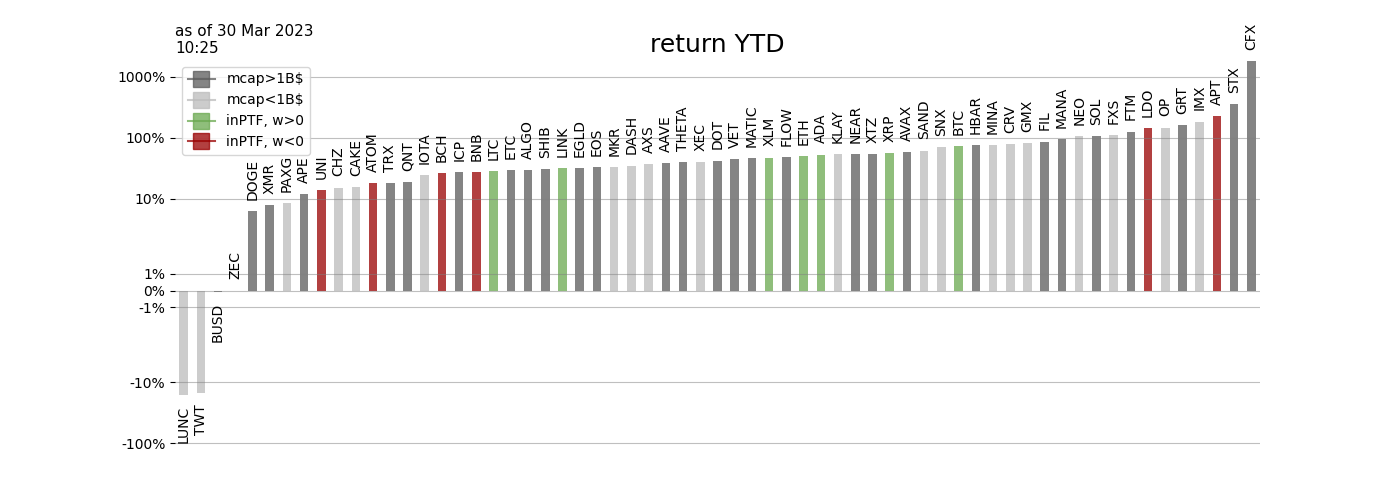 as of 30 Mar 2023
10:25
return YTD
mcap>1B$
mcap<1B$
inPTF, w>0
inPTF, w<0
1000%
100%
10%
1%
0%
-1%
-10%
-100%
LUNC
TWT
BUSD
ZEC
DOGE
XMR
PAXG
APE
UNI
CHZ
CAKE
ATOM
TRX
QNT
IOTA
BCH
ICP
BNB
LTC
ETC
ALGO
SHIB
LINK
EGLD
EOS
MKR
DASH
AXS
AAVE
THETA
XEC
DOT
VET
MATIC
XLM
FLOW
ETH
ADA
KLAY
NEAR
XTZ
XRP
AVAX
SAND
SNX
BTC
HBAR
MINA
CRV
GMX
FIL
MANA
NEO
SOL
FXS
FTM
LDO
OP
GRT
IMX
APT
STX
CFX